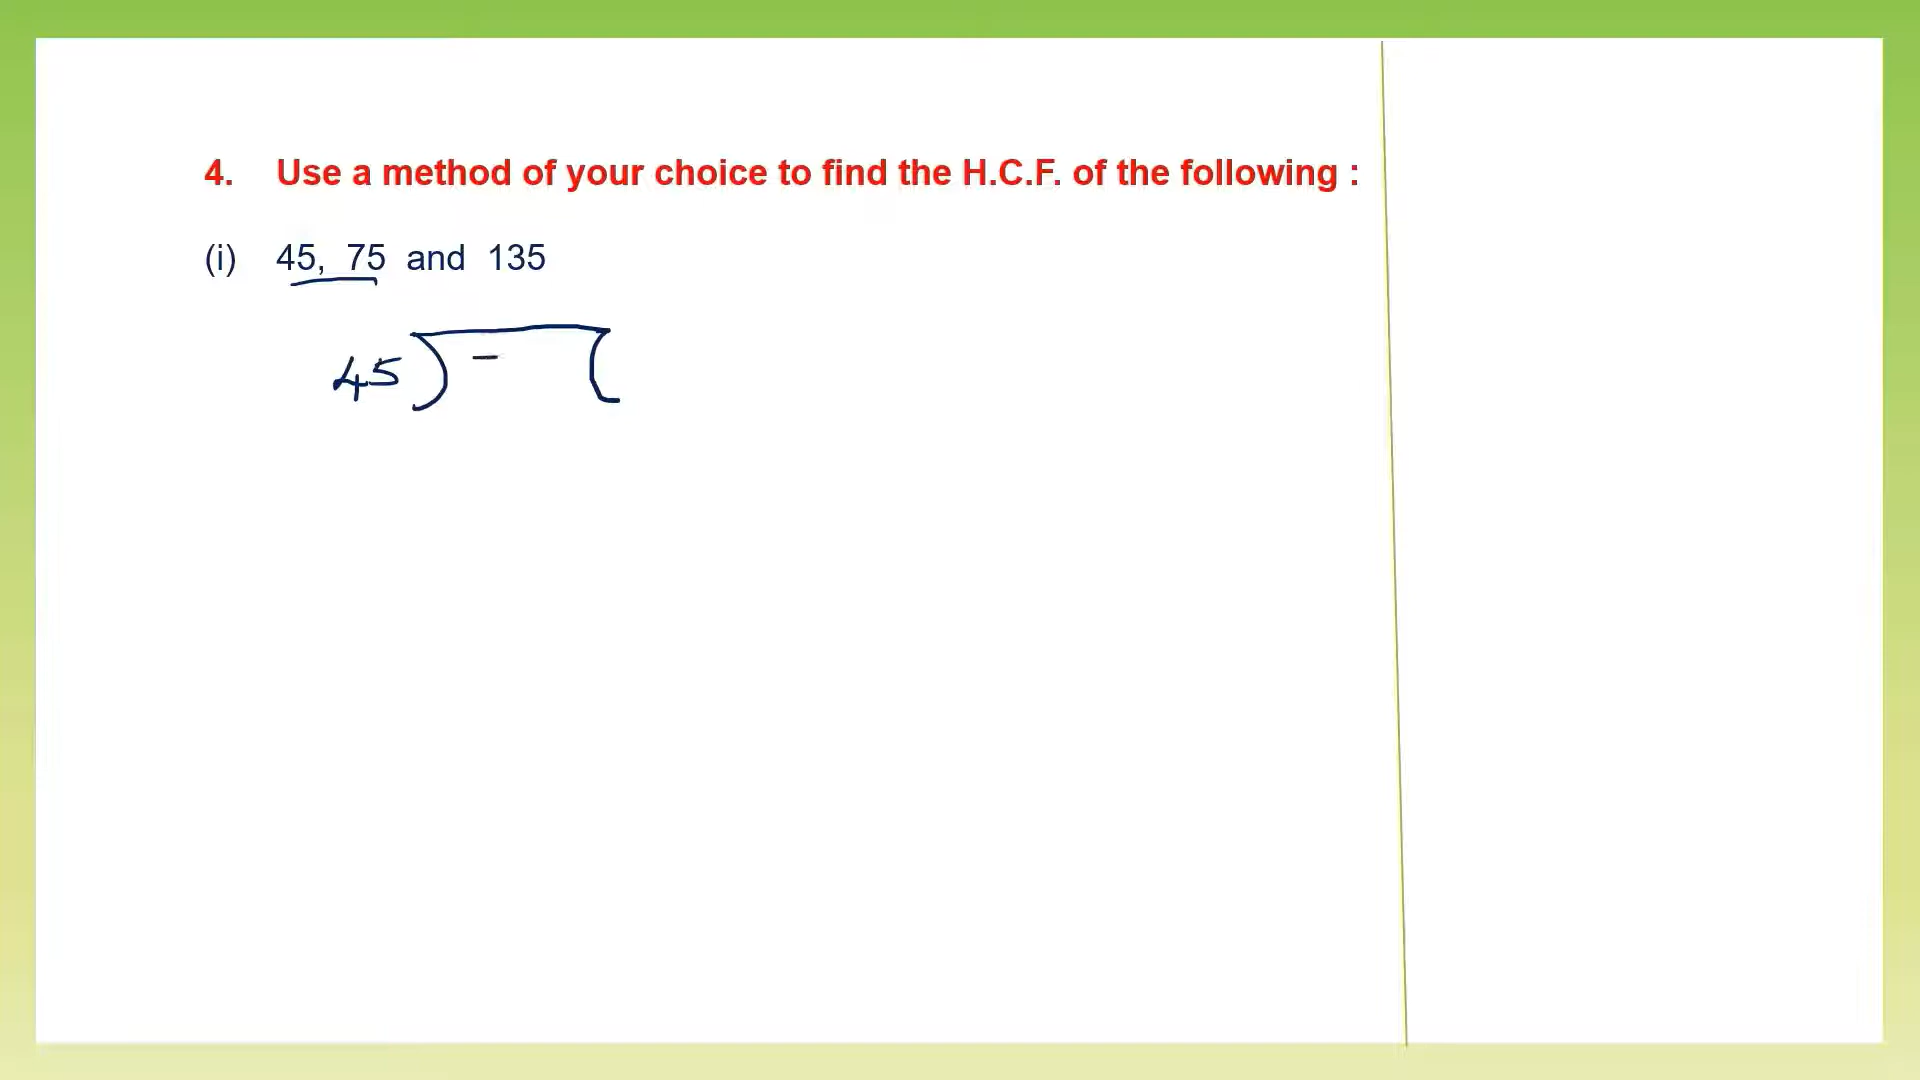 4. Use a method of your choice to find the H.C.F. of the following :
(i) 45, 75 and 135
45